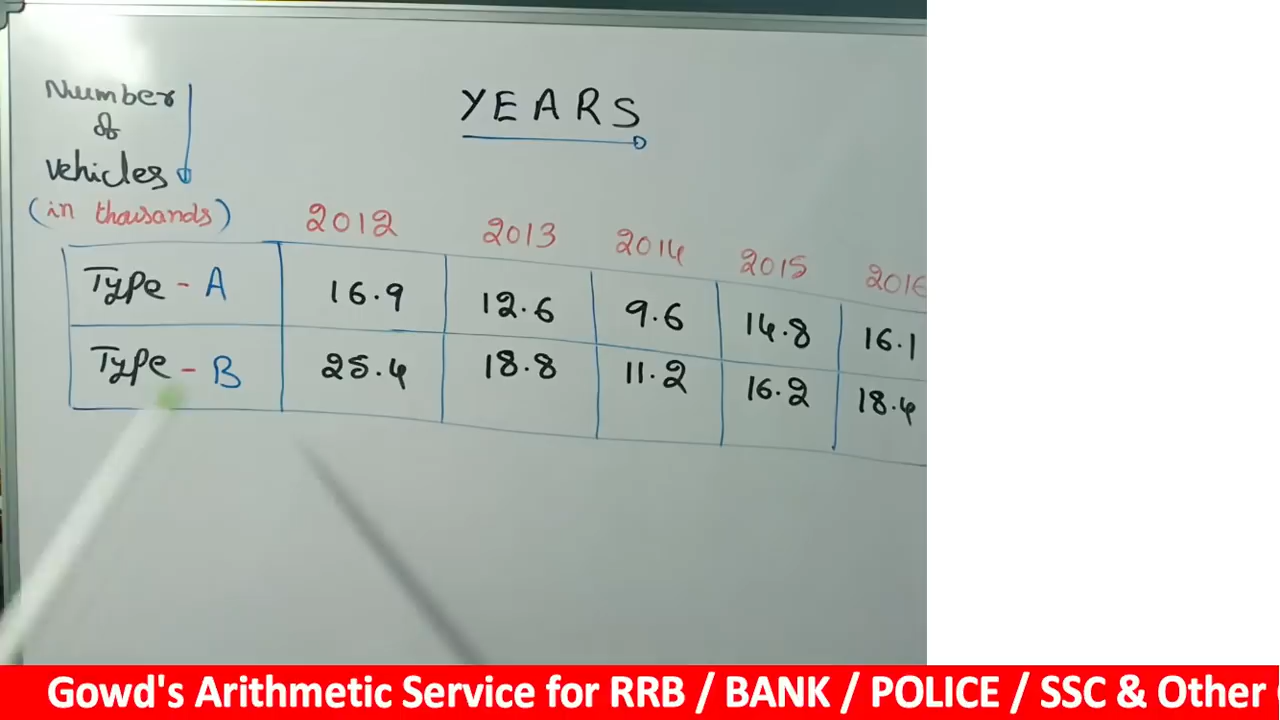 Number
of
vehicles
(in thousands)
YEARS
2012 2013 2014 2015 2016
Type - A 16.9 12.6 9.6 14.8 16.1
Type - B 25.4 18.8 11.2 16.2 18.4
Gowd's Arithmetic Service for RRB / BANK / POLICE / SSC & Other